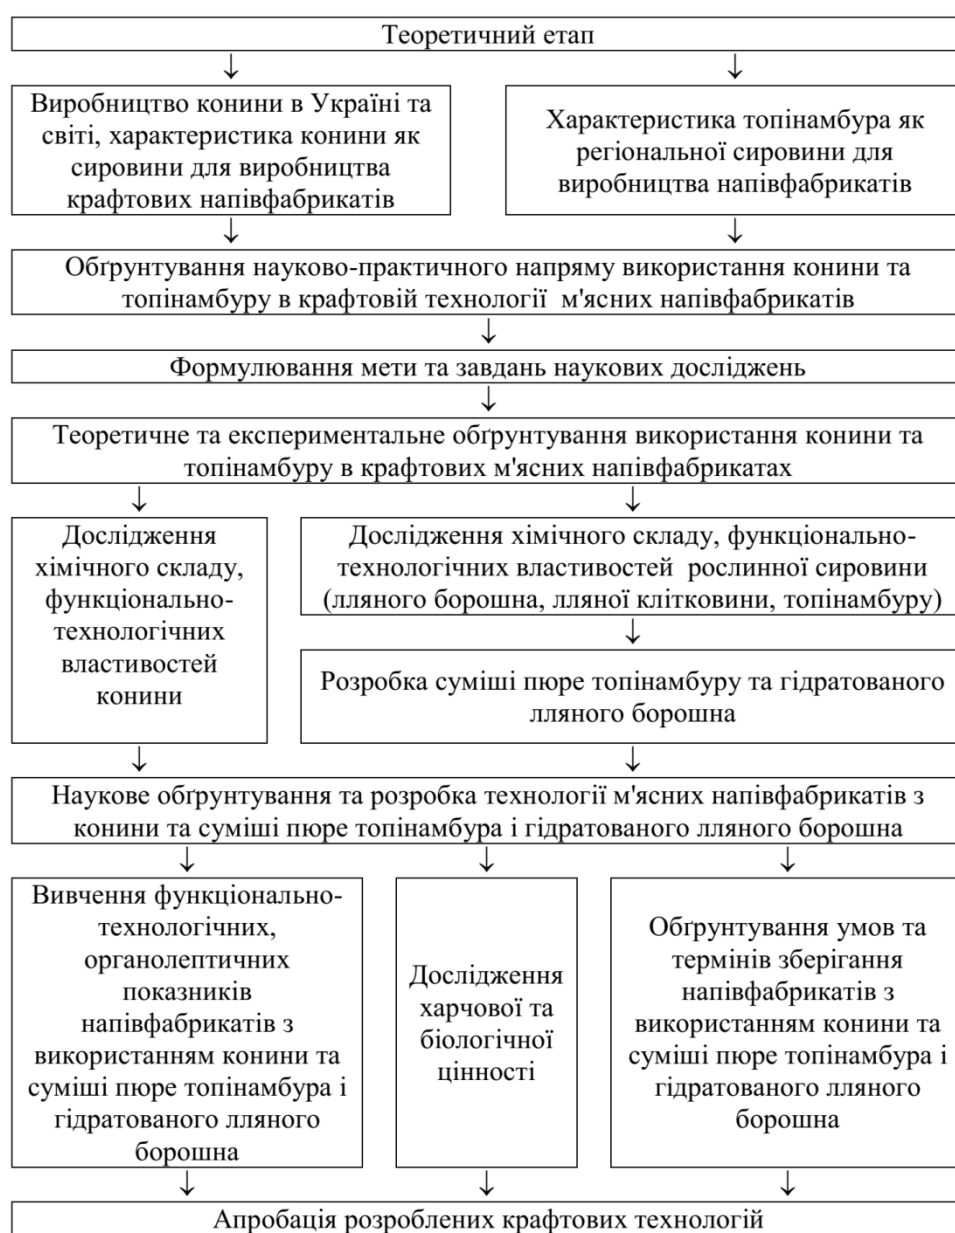 Теоретичний етап
Виробництво конини в Україні та
світі, характеристика конини як
сировини для виробництва
крафтових напівфабрикатів
Характеристика топінамбура як
регіональної сировини для
виробництва напівфабрикатів
Обґрунтування науково-практичного напряму використання конини та
топінамбуру в крафтовій технології м'ясних напівфабрикатів
Формулювання мети та завдань наукових досліджень
Теоретичне та експериментальне обґрунтування використання конини та
топінамбуру в крафтових м'ясних напівфабрикатах
Дослідження
хімічного складу,
функціонально-
технологічних
властивостей
конини
Дослідження хімічного складу, функціонально-
технологічних властивостей рослинної сировини
(лляного борошна, лляної клітковини, топінамбуру)
Розробка суміші пюре топінамбуру та гідратованого
лляного борошна
Наукове обґрунтування та розробка технології м'ясних напівфабрикатів з
конини та суміші пюре топінамбура і гідратованого лляного борошна
Вивчення функціонально-
технологічних,
органолептичних
показників
напівфабрикатів з
використанням конини та
суміші пюре топінамбура і
гідратованого лляного
борошна
Дослідження
харчової та
біологічної
цінності
Обґрунтування умов та
термінів зберігання
напівфабрикатів з
використанням конини та
суміші пюре топінамбура і
гідратованого лляного
борошна
Апробація розроблених крафтових технологій